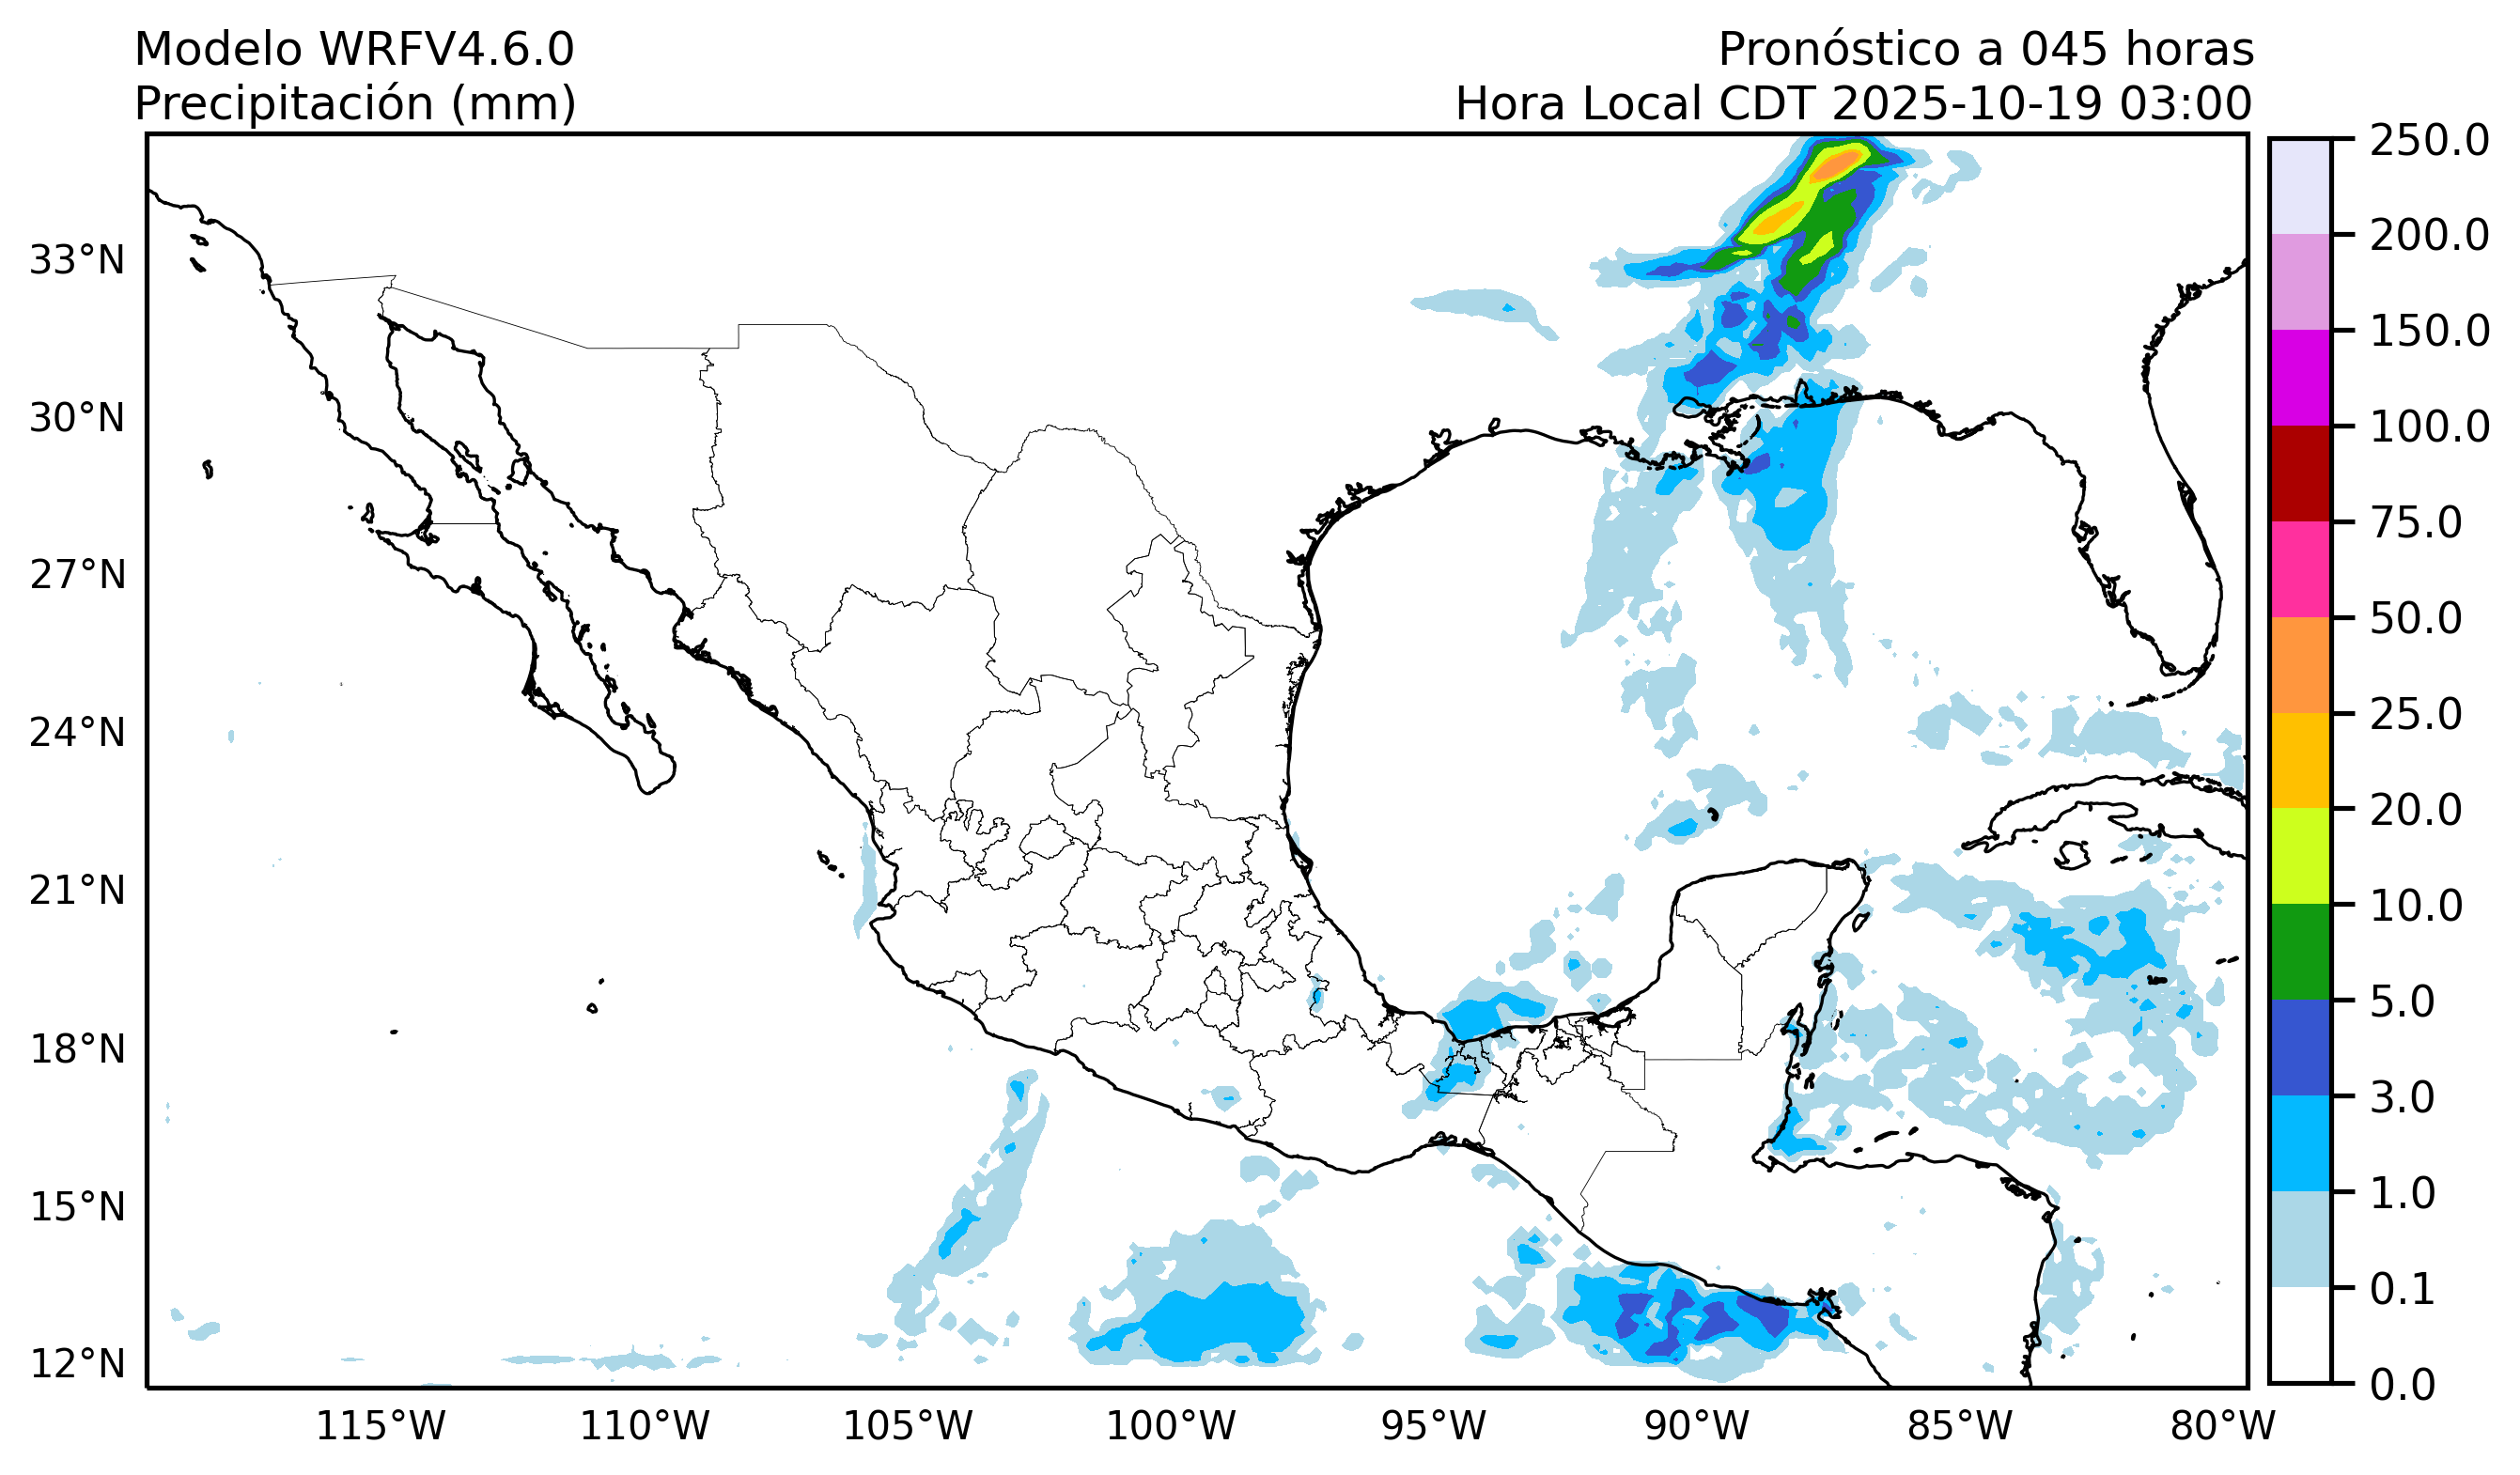 Modelo WRFV4.6.0
Precipitación (mm)
Pronóstico a 045 horas
Hora Local CDT 2025-10-19 03:00
33°N
30°N
27°N
24°N
21°N
18°N
15°N
12°N
115°W
110°W
105°W
100°W
95°W
90°W
85°W
80°W
250.0
200.0
150.0
100.0
75.0
50.0
25.0
20.0
10.0
5.0
3.0
1.0
0.1
0.0